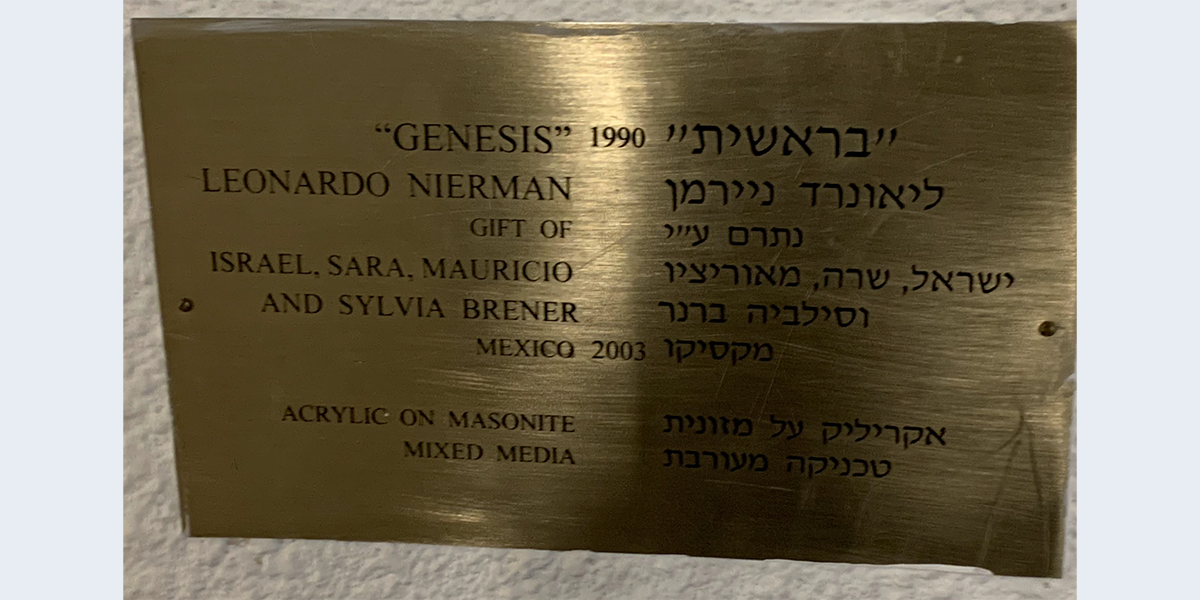 “GENESIS” 1990 ״בראשית״
LEONARDO NIERMAN ליאונרד ניירמן
GIFT OF נתרם ע״י
ISRAEL, SARA, MAURICIO ישראל, שרה, מאוריציו
AND SYLVIA BRENER וסילביה ברנר
MEXICO 2003 מקסיקו
ACRYLIC ON MASONITE אקריליק על מזונית
MIXED MEDIA טכניקה מעורבת